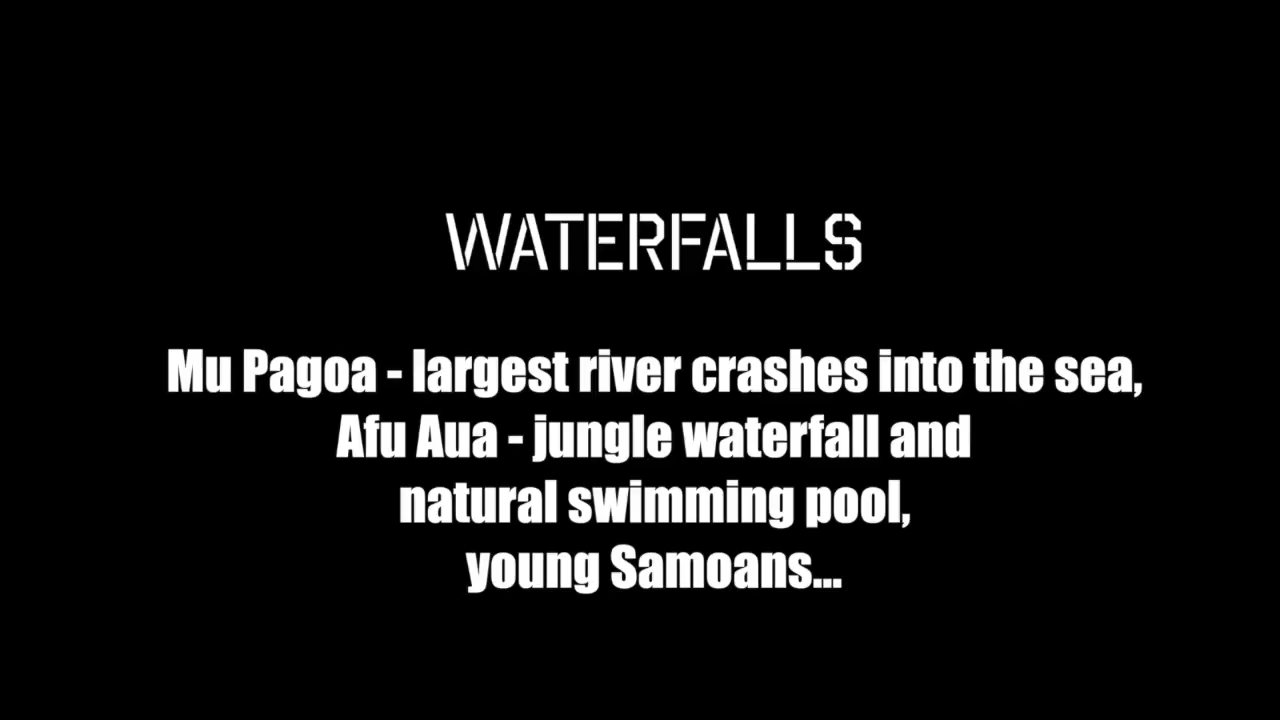 WATERFALLS
Mu Pagoa - largest river crashes into the sea,
Afu Aua - jungle waterfall and
natural swimming pool,
young Samoans...